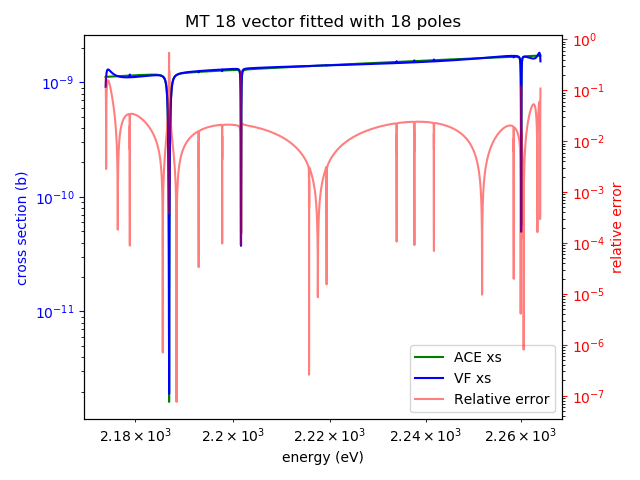 MT 18 vector fitted with 18 poles
cross section (b)
10⁻⁹
10⁻¹⁰
10⁻¹¹
10⁰
10⁻¹
10⁻²
10⁻³
10⁻⁴
10⁻⁵
10⁻⁶
10⁻⁷
relative error
ACE xs
VF xs
Relative error
2.18 × 10³ 2.2 × 10³ 2.22 × 10³ 2.24 × 10³ 2.26 × 10³
energy (eV)